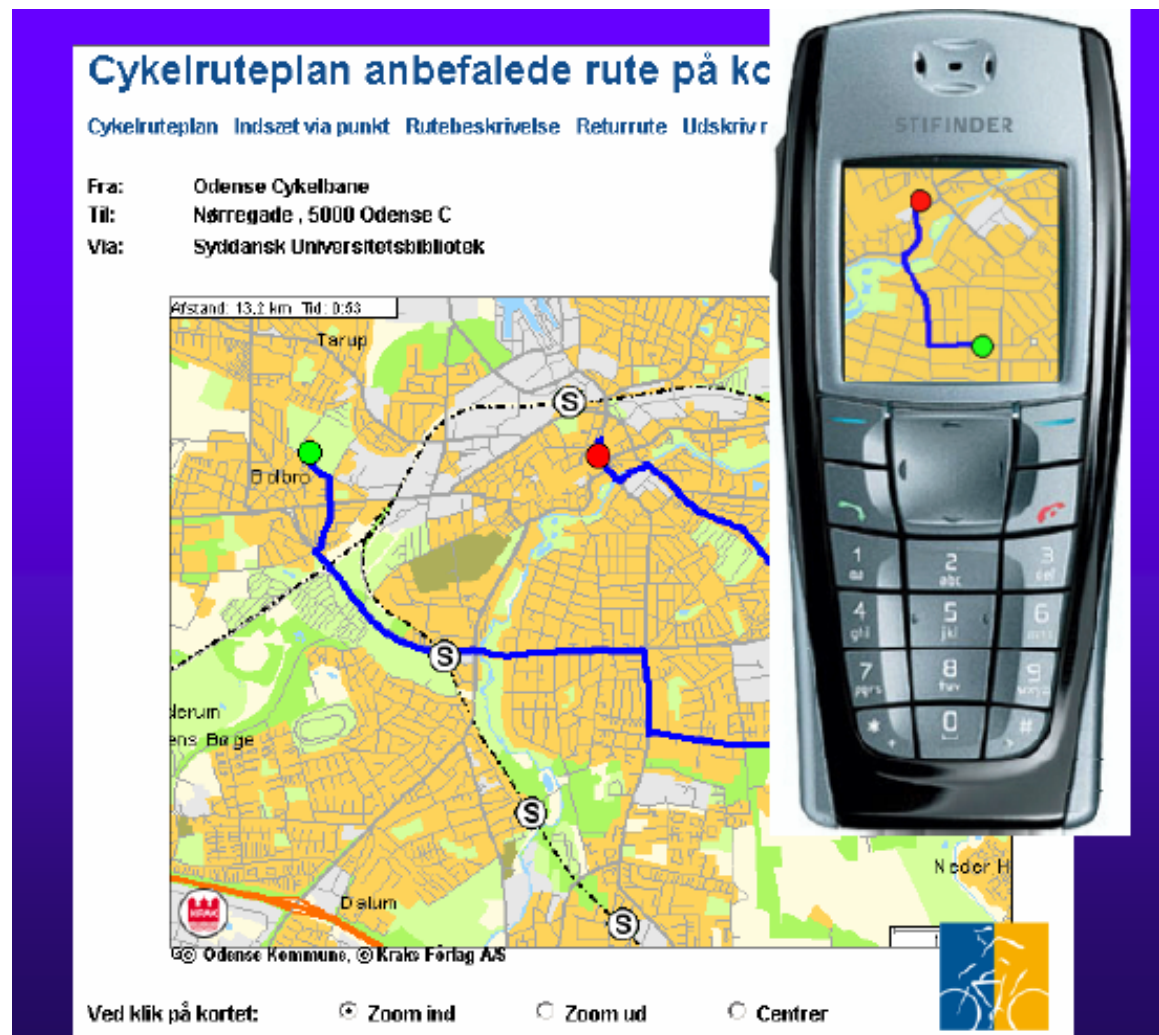 Cykelruteplan anbefalede rute på ko
Cykelruteplan Indsæt via punkt Rutebeskrivelse Returrute Udskriv r
Fra: Odense Cykelbane
Til: Nørregade , 5000 Odense C
Via: Syddansk Universitetsbibliotek
STIFINDER
Afstand: 13.2 km Tid: 0:53
Tarup
S
Bolbro
S
derum
ens Bøge
S
Neder H
Dalum
S
KRAK
© Odense Kommune, © Kraks Forlag A/S
Ved klik på kortet: Zoom ind Zoom ud Centrer
1
2 abc
3 def
4 ghi
5 jkl
6 mno
7 pqrs
8 tuv
9 wxyz
*
0
#